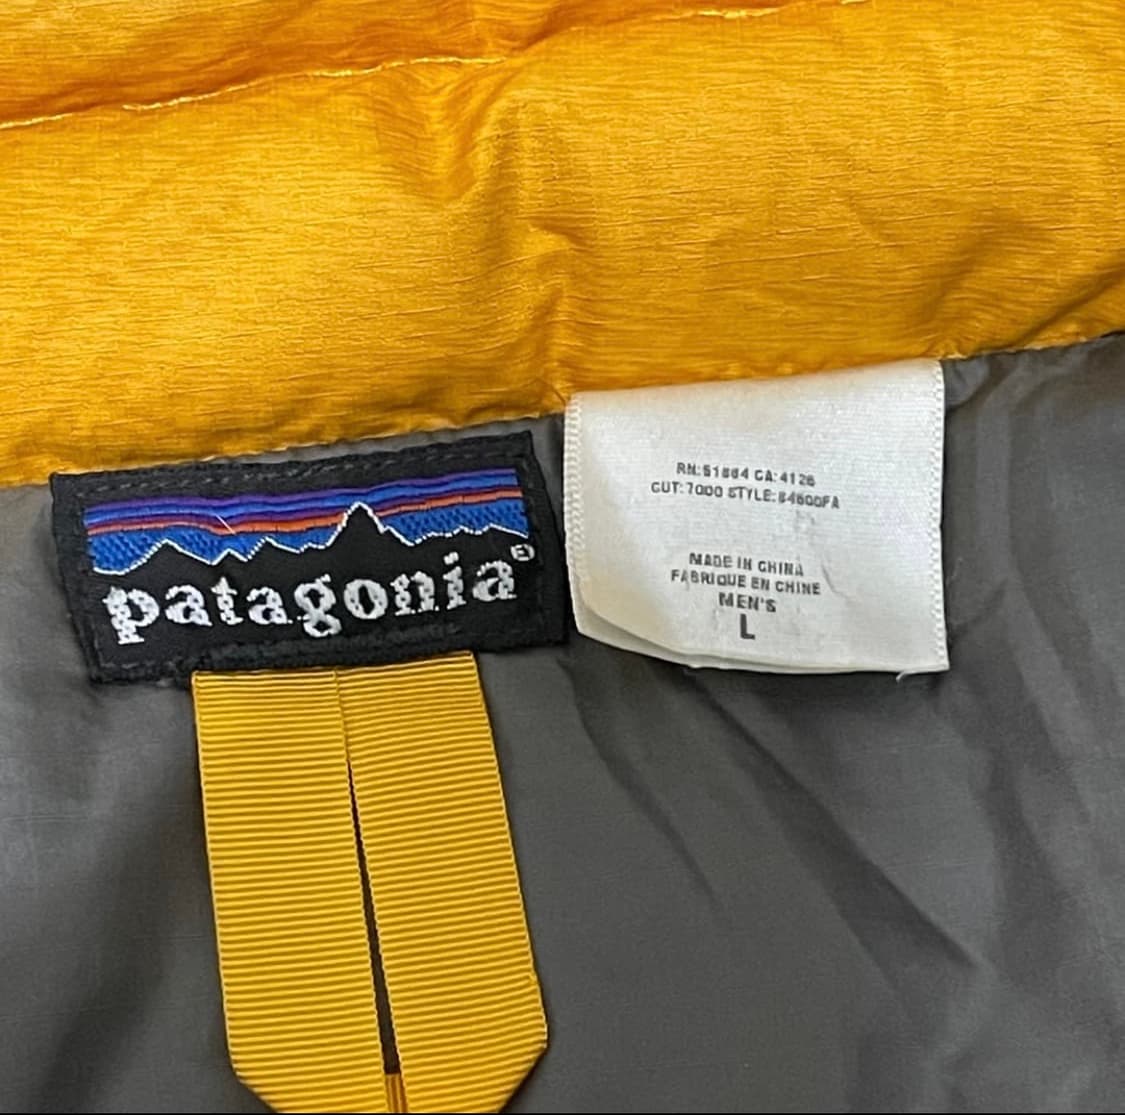 patagonia®
RN: 51884 CA: 4126
CUT: 7000 STYLE: 84600FA
MADE IN CHINA
FABRIQUE EN CHINE
MEN'S
L